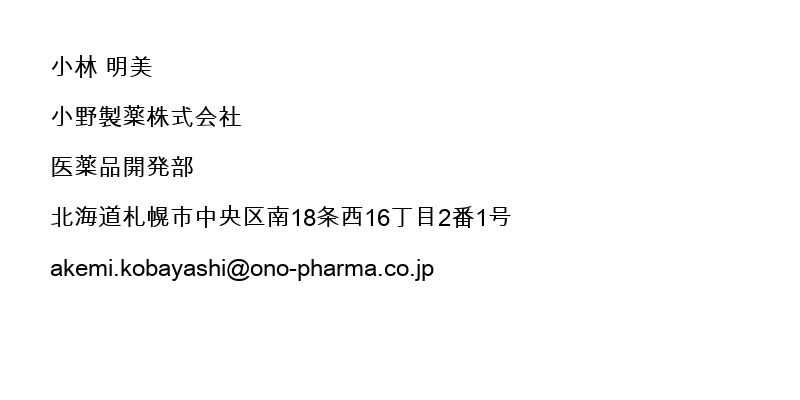 小林 明美
小野製薬株式会社
医薬品開発部
北海道札幌市中央区南18条西16丁目2番1号
akemi.kobayashi@ono-pharma.co.jp